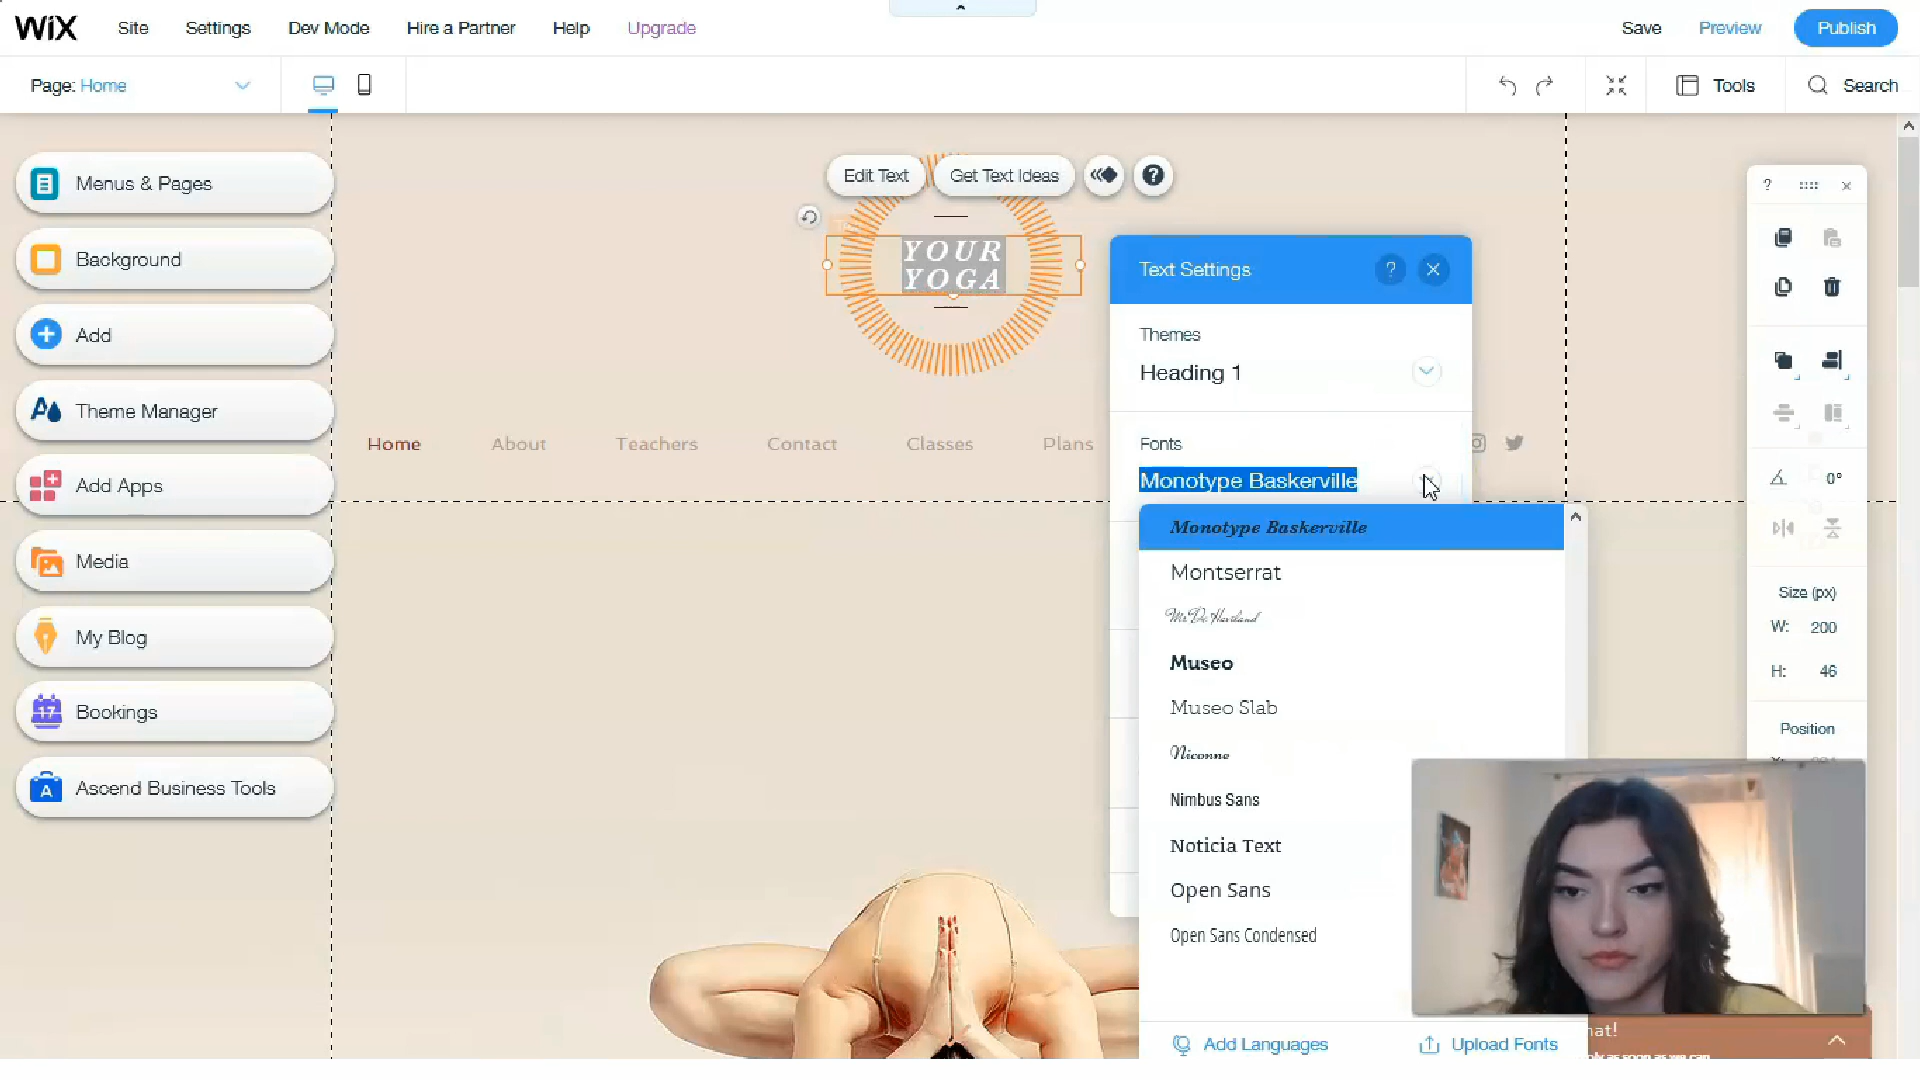 WiX Site Settings Dev Mode Hire a Partner Help Upgrade Save Preview Publish
Page: Home Tools Search
Menus & Pages
Background
Add
Theme Manager
Add Apps
Media
My Blog
Bookings
Ascend Business Tools
Edit Text Get Text Ideas ?
YOUR
YOGA
Home About Teachers Contact Classes Plans
Text Settings ?
Themes
Heading 1
Fonts
Monotype Baskerville
Monotype Baskerville
Montserrat
Mr De Haviland
Museo
Museo Slab
Niconne
Nimbus Sans
Noticia Text
Open Sans
Open Sans Condensed
Add Languages Upload Fonts
?
0°
Size (px)
W: 200
H: 46
Position
hat!